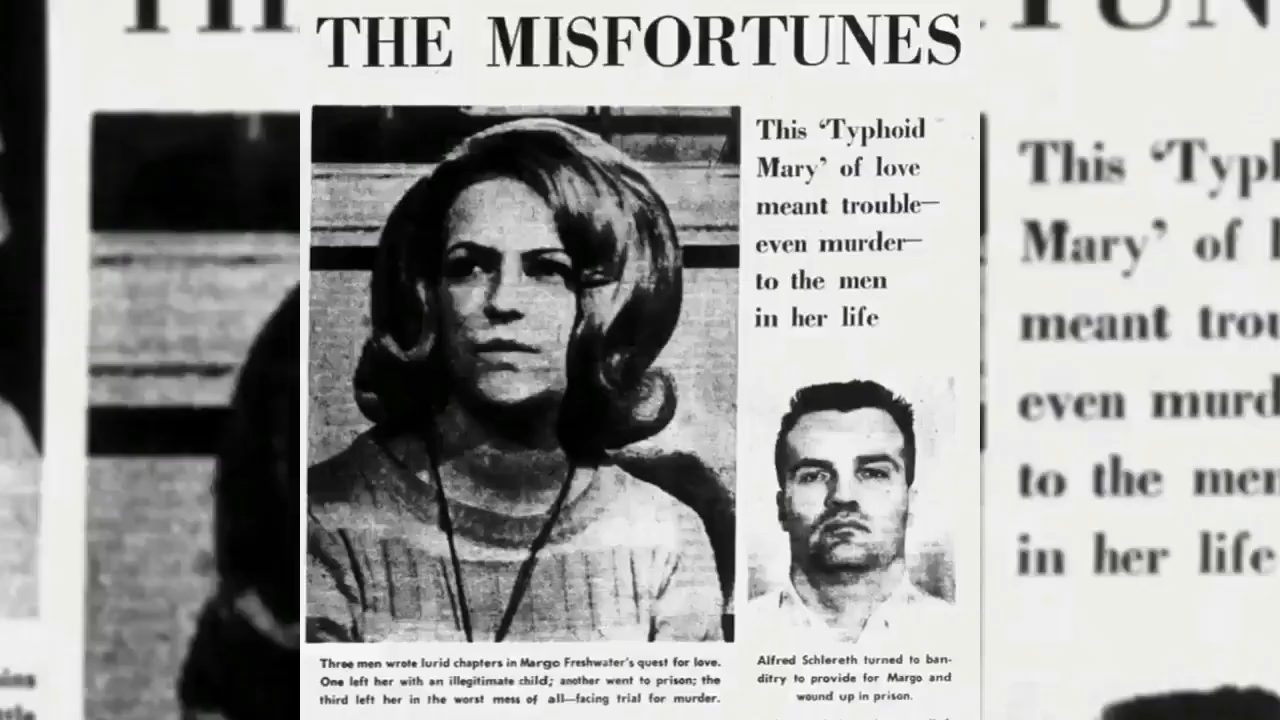 THE MISFORTUNES
This ‘Typhoid
Mary’ of love
meant trouble—
even murder—
to the men
in her life
Three men wrote lurid chapters in Margo Freshwater's quest for love.
One left her with an illegitimate child; another went to prison; the
third left her in the worst mess of all—facing trial for murder.
Alfred Schlereth turned to ban-
ditry to provide for Margo and
wound up in prison.
This ‘Typh
Mary’ of l
meant trou
even murd
to the men
in her life